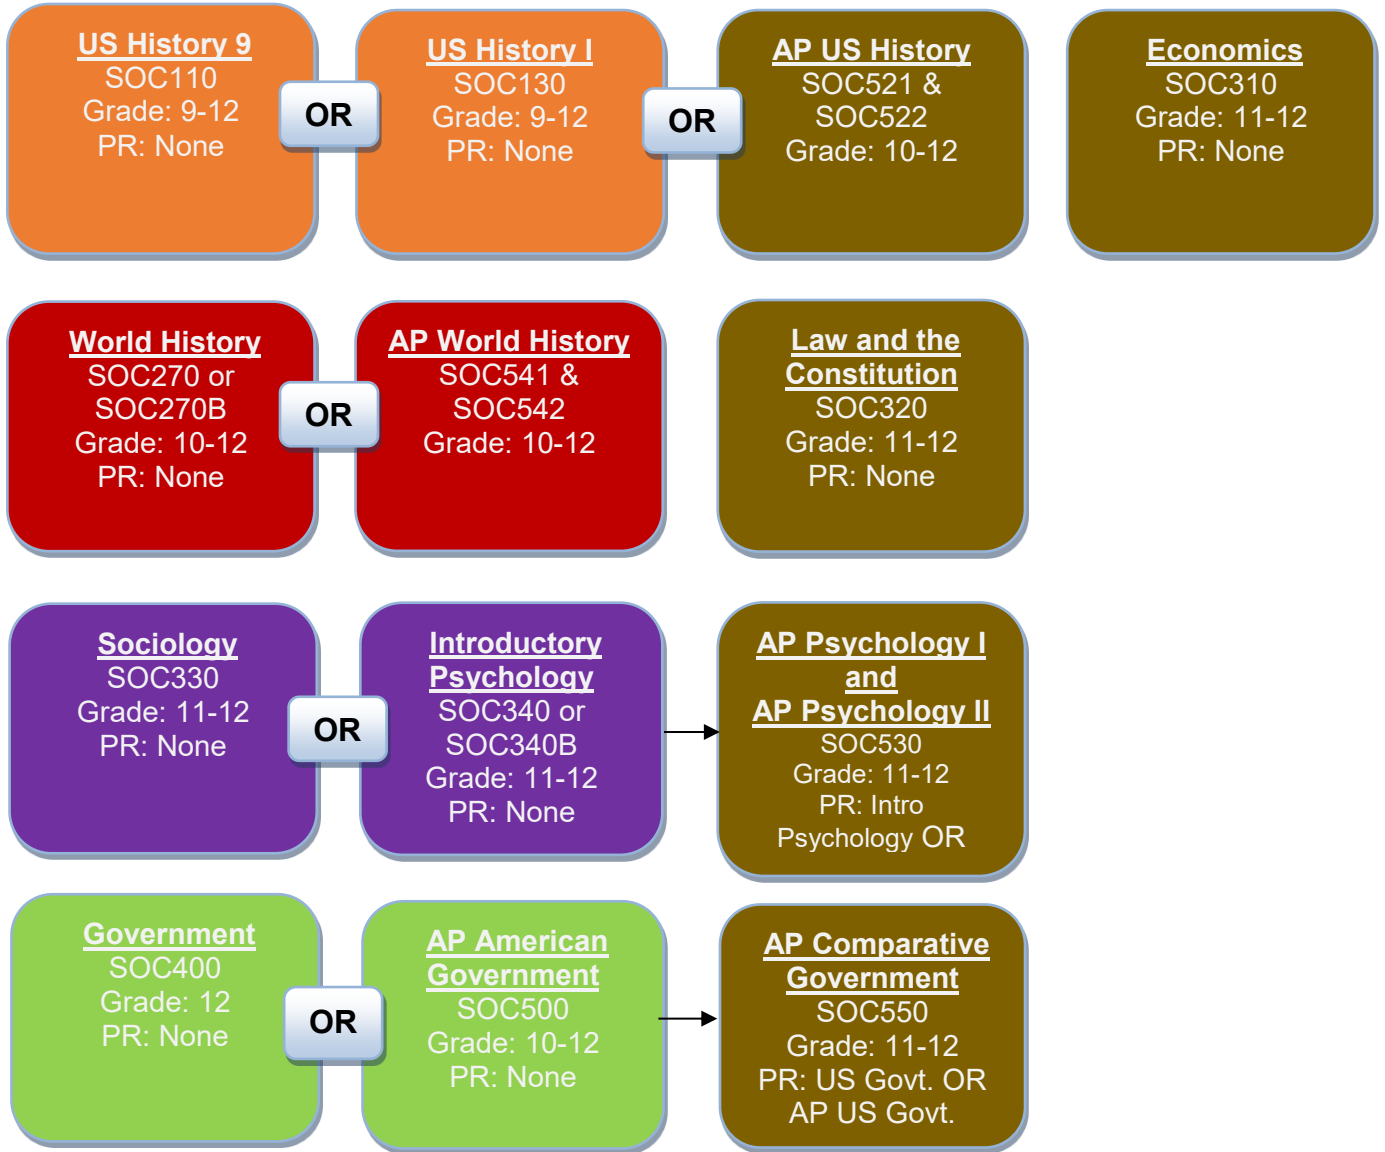 US History 9
SOC110
Grade: 9-12
PR: None
OR
US History I
SOC130
Grade: 9-12
PR: None
OR
AP US History
SOC521 &
SOC522
Grade: 10-12
Economics
SOC310
Grade: 11-12
PR: None
World History
SOC270 or
SOC270B
Grade: 10-12
PR: None
OR
AP World History
SOC541 &
SOC542
Grade: 10-12
Law and the
Constitution
SOC320
Grade: 11-12
PR: None
Sociology
SOC330
Grade: 11-12
PR: None
OR
Introductory
Psychology
SOC340 or
SOC340B
Grade: 11-12
PR: None
AP Psychology I
and
AP Psychology II
SOC530
Grade: 11-12
PR: Intro
Psychology OR
Government
SOC400
Grade: 12
PR: None
OR
AP American
Government
SOC500
Grade: 10-12
PR: None
AP Comparative
Government
SOC550
Grade: 11-12
PR: US Govt. OR
AP US Govt.